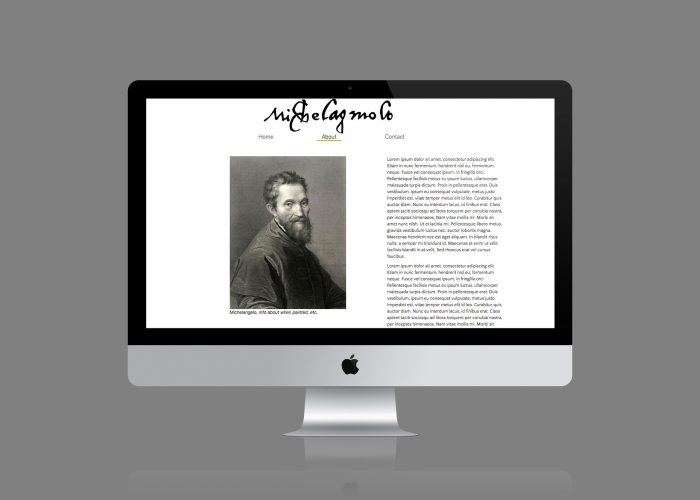 Michelagnolo
Home About Contact
Lorem ipsum dolor sit amet, consectetur adipiscing elit.
Etiam in nunc fermentum, hendrerit nisl eu, fermentum
neque. Fusce vel consequat ipsum, in fringilla orci.
Pellentesque facilisis metus eu ipsum luctus, ullamcorper
malesuada turpis dictum. Proin in pellentesque erat. Duis
vestibulum, ipsum eu consequat vulputate, metus justo
imperdiet est, vitae tempor metus elit id mauris. Curabitur quis
auctor diam. Nunc eu interdum lacus, id finibus erat. Class
aptent taciti sociosqu ad litora torquent per conubia nostra,
per inceptos himenaeos. Nam vitae mollis mi. Morbi sit
amet nunc nibh. Ut et lacinia mi. Pellentesque libero metus,
gravida vestibulum luctus nec, auctor lobortis magna.
Maecenas hendrerit nec est eget aliquam. In blandit risus
nulla, a semper mi tincidunt id. Maecenas et enim ut velit
facilisis blandit in at velit. Sed rhoncus erat vel cursus
faucibus.
Lorem ipsum dolor sit amet, consectetur adipiscing elit.
Etiam in nunc fermentum, hendrerit nisl eu, fermentum
neque. Fusce vel consequat ipsum, in fringilla orci.
Pellentesque facilisis metus eu ipsum luctus, ullamcorper
malesuada turpis dictum. Proin in pellentesque erat. Duis
vestibulum, ipsum eu consequat vulputate, metus justo
imperdiet est, vitae tempor metus elit id mauris. Curabitur quis
auctor diam. Nunc eu interdum lacus, id finibus erat. Class
aptent taciti sociosqu ad litora torquent per conubia nostra,
per inceptos himenaeos. Nam vitae mollis mi. Morbi sit
Michelangelo, info about when painted, etc.